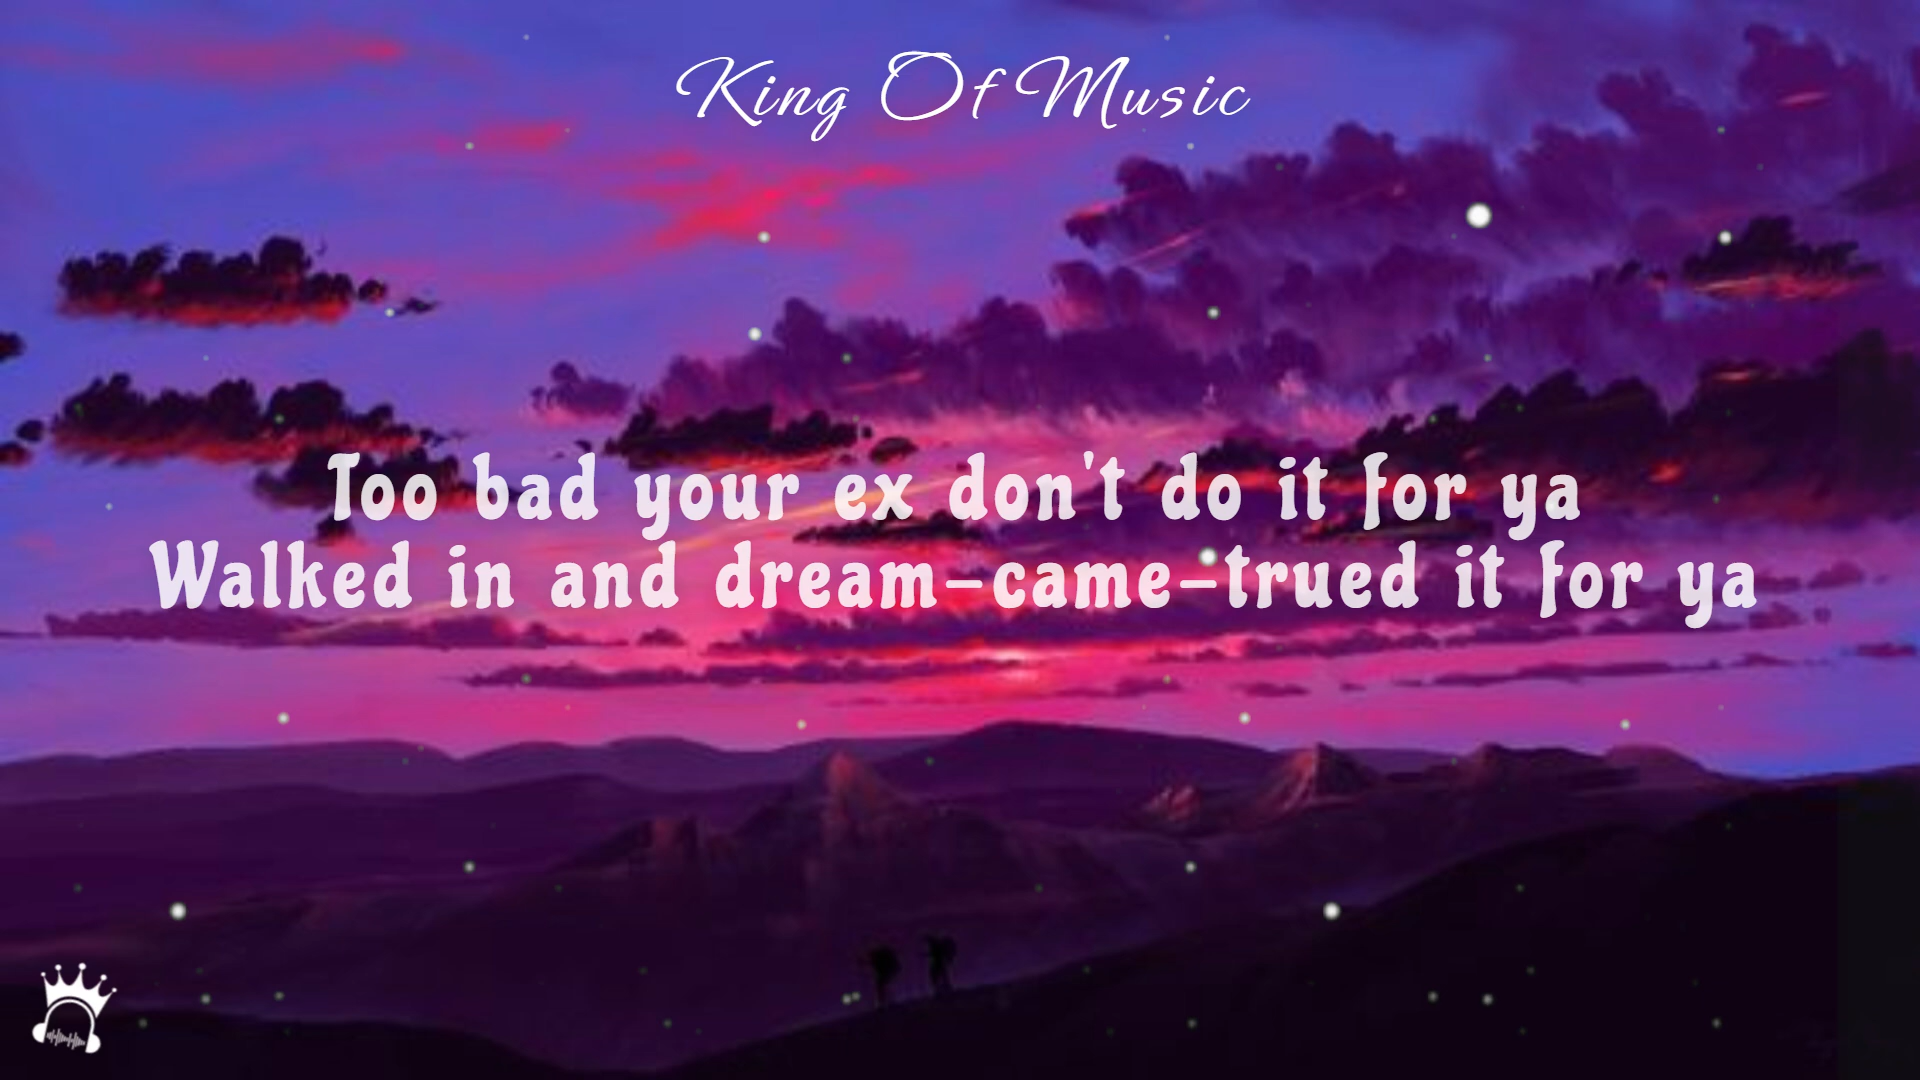 King Of Music
Too bad your ex don't do it for ya
Walked in and dream-came-trued it for ya